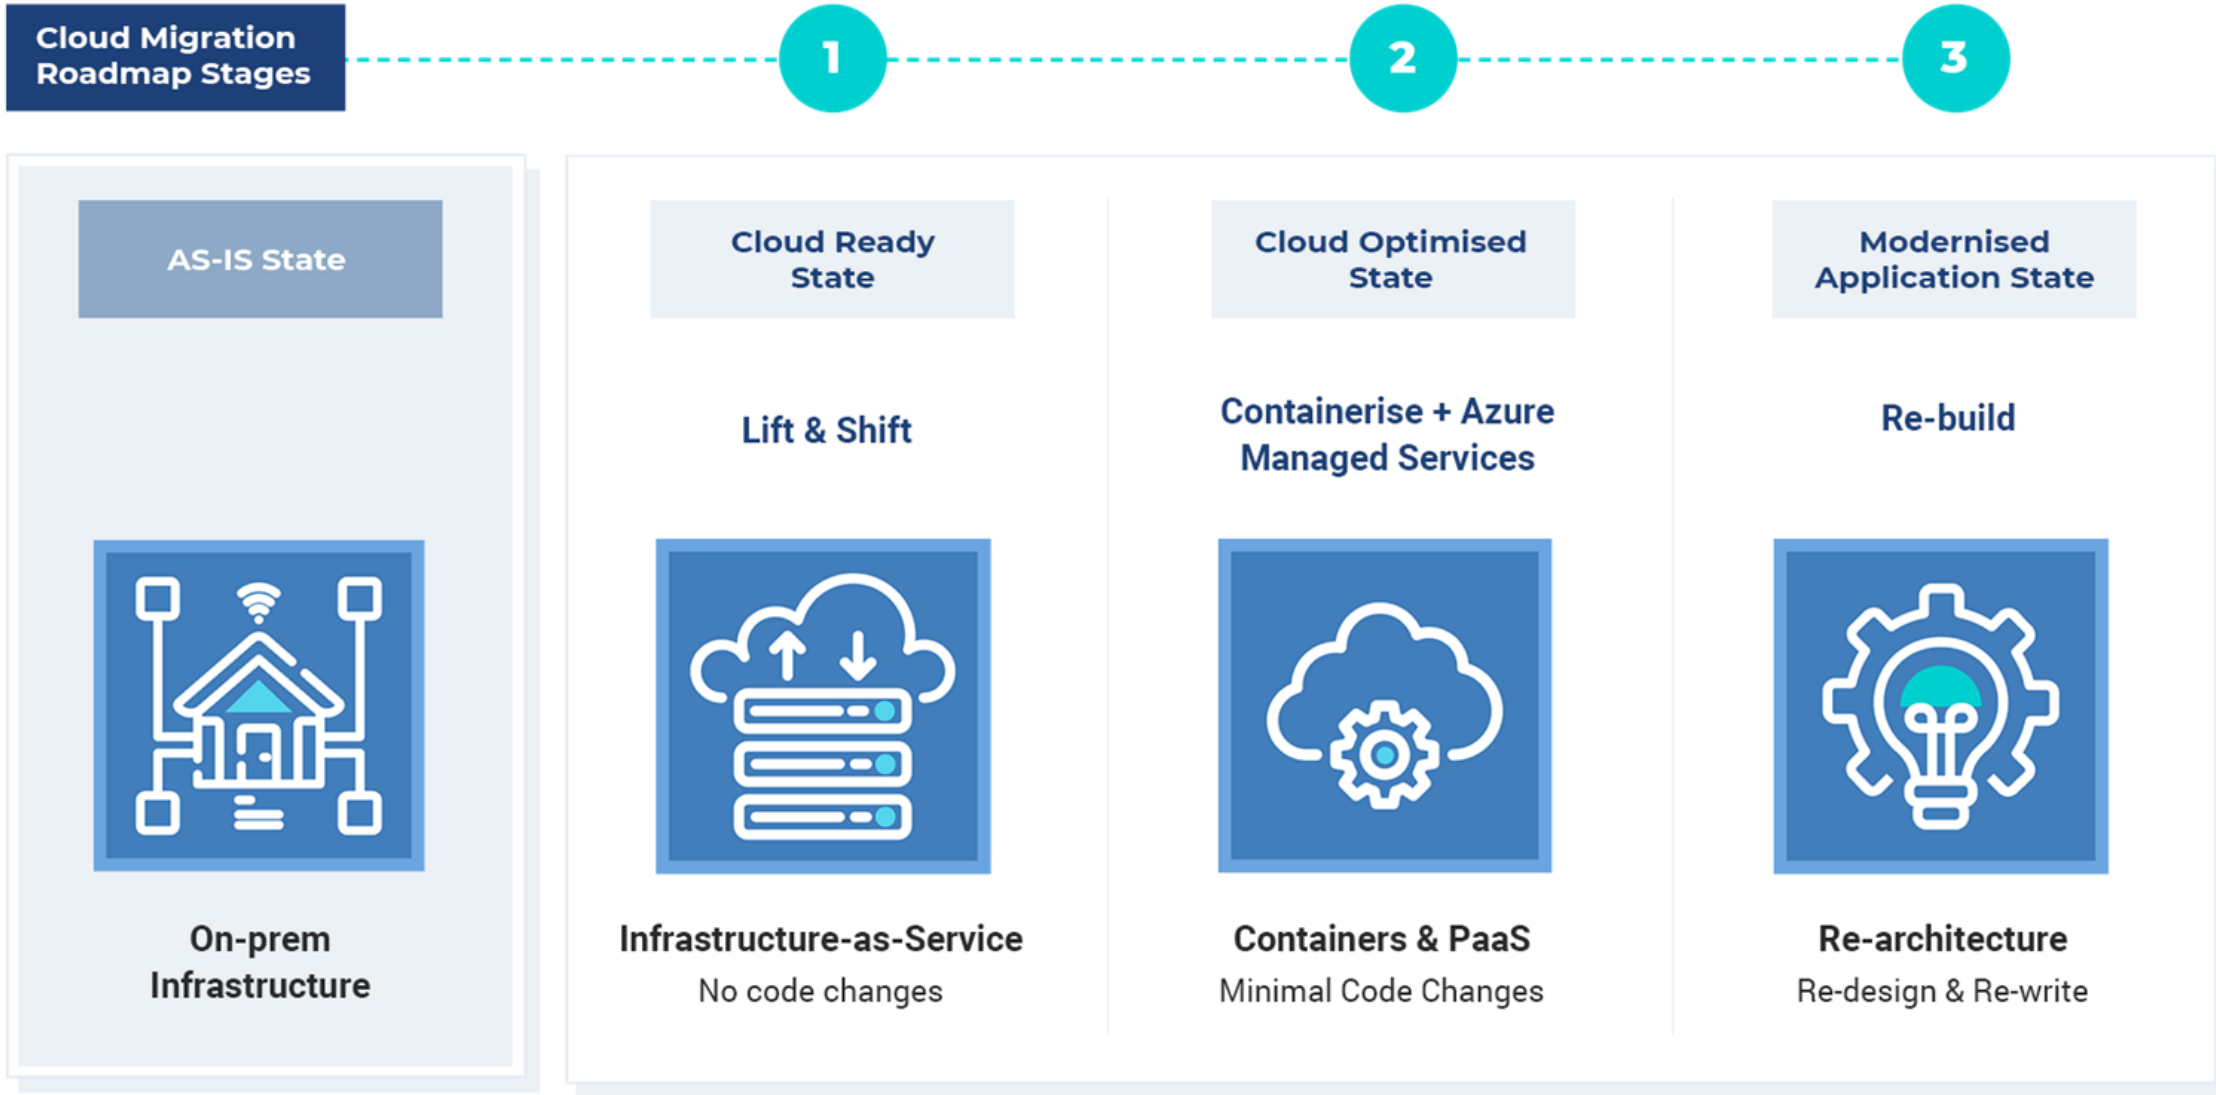 Cloud Migration
Roadmap Stages
1
2
3
AS-IS State
On-prem
Infrastructure
Cloud Ready
State
Lift & Shift
Infrastructure-as-Service
No code changes
Cloud Optimised
State
Containerise + Azure
Managed Services
Containers & PaaS
Minimal Code Changes
Modernised
Application State
Re-build
Re-architecture
Re-design & Re-write